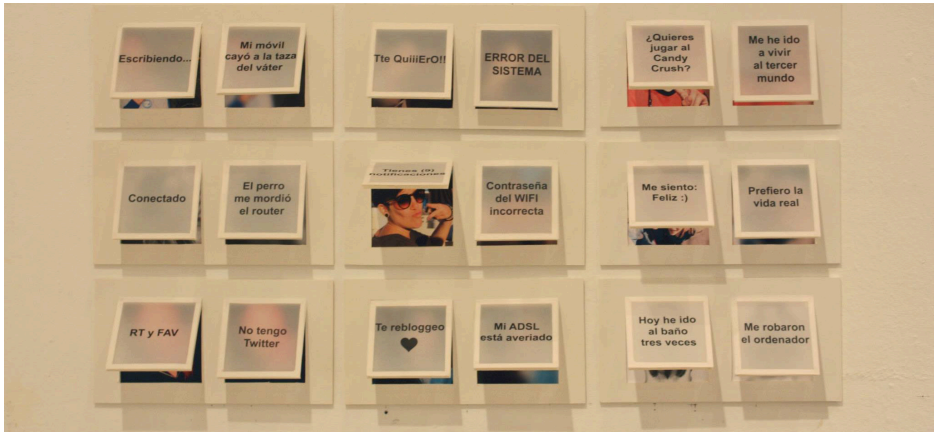 Escribiendo...
Mi móvil
cayó a la taza
del váter
Tte QuiiiErO!!
ERROR DEL
SISTEMA
¿Quieres
jugar al
Candy
Crush?
Me he ido
a vivir
al tercer
mundo
Conectado
El perro
me mordió
el router
Tienes (9)
notificaciones
Contraseña
del WIFI
incorrecta
Me siento:
Feliz :)
Prefiero la
vida real
RT y FAV
No tengo
Twitter
Te rebloggeo
♥
Mi ADSL
está averiado
Hoy he ido
al baño
tres veces
Me robaron
el ordenador